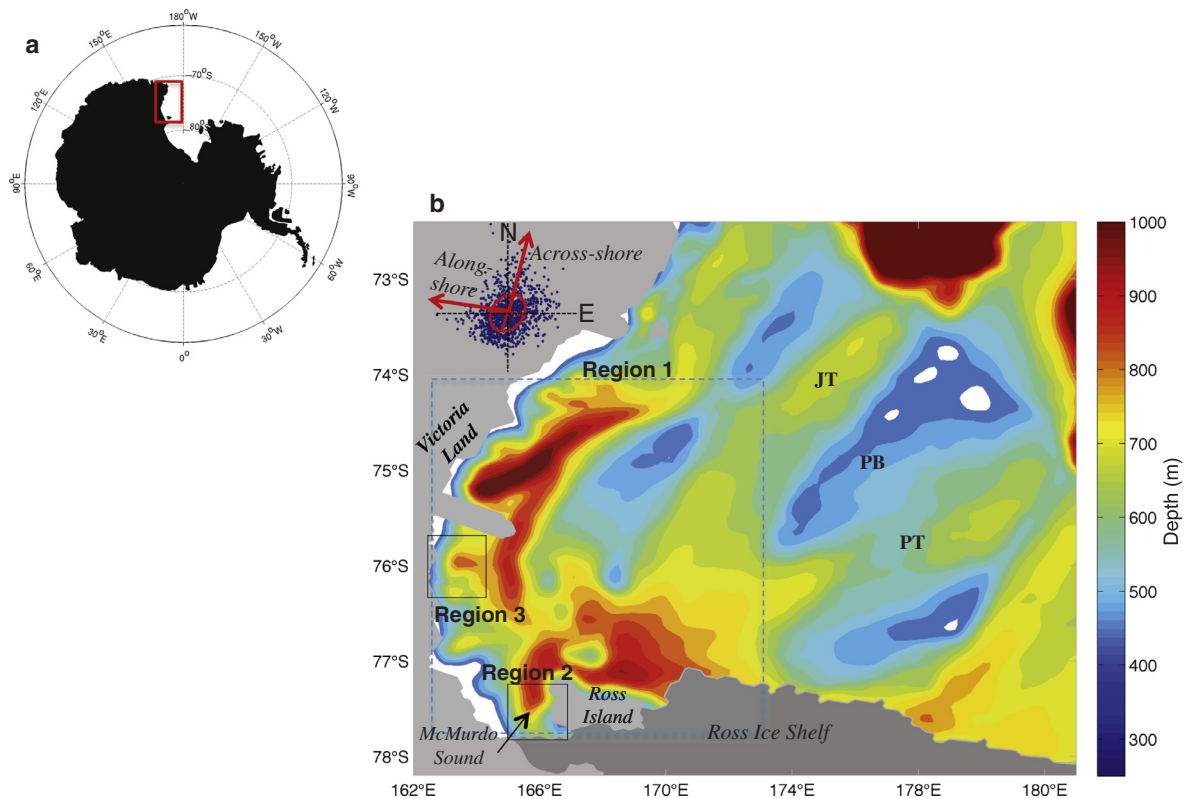 a
180°W
150°E
150°W
120°E
120°W
90°E
90°W
60°E
60°W
30°E
30°W
0°
-70°S
-80°S
b
N
E
Across-shore
Along-
shore
Region 1
Victoria
Land
JT
PB
PT
Region 3
Region 2
Ross
Island
McMurdo
Sound
Ross Ice Shelf
73°S
74°S
75°S
76°S
77°S
78°S
162°E
166°E
170°E
174°E
178°E
180°E
1000
900
800
700
600
500
400
300
Depth (m)